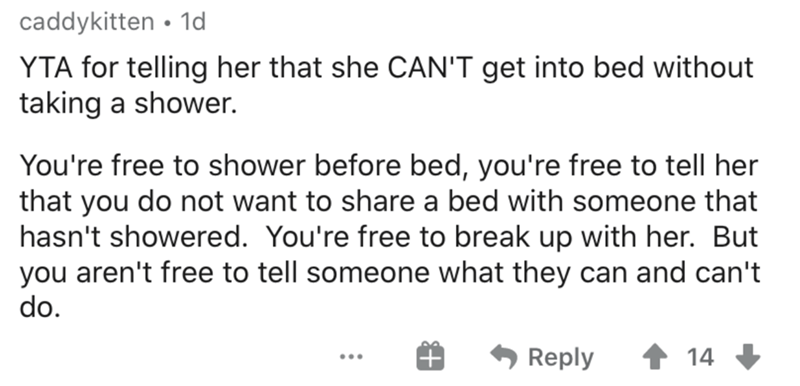 caddykitten • 1d
YTA for telling her that she CAN'T get into bed without
taking a shower.
You're free to shower before bed, you're free to tell her
that you do not want to share a bed with someone that
hasn't showered.  You're free to break up with her.  But
you aren't free to tell someone what they can and can't
do.
... Reply 14